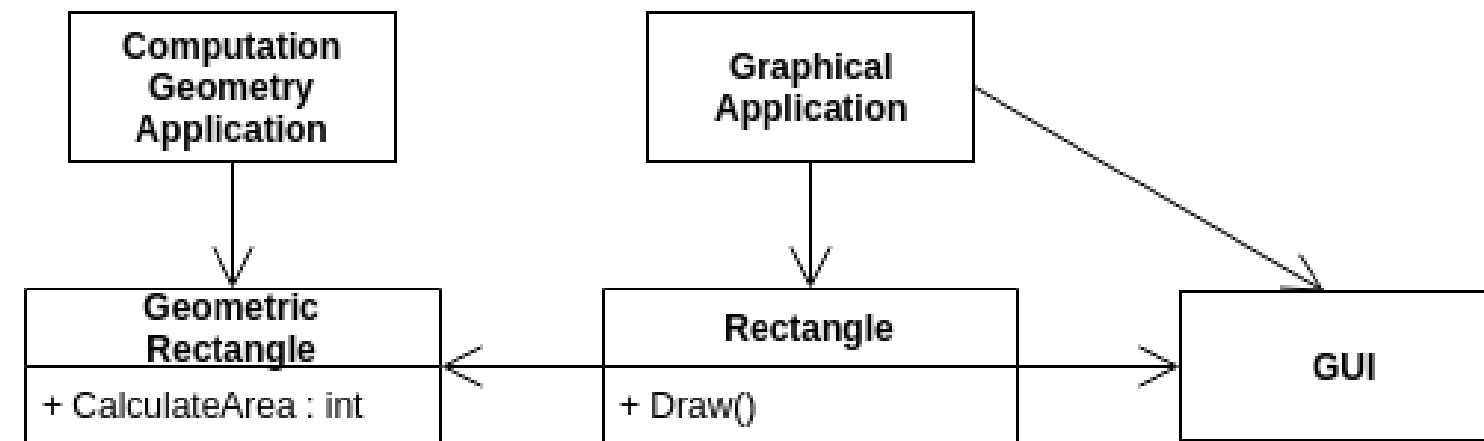 Computation
Geometry
Application
Graphical
Application
Geometric
Rectangle
+ CalculateArea : int
Rectangle
+ Draw()
GUI